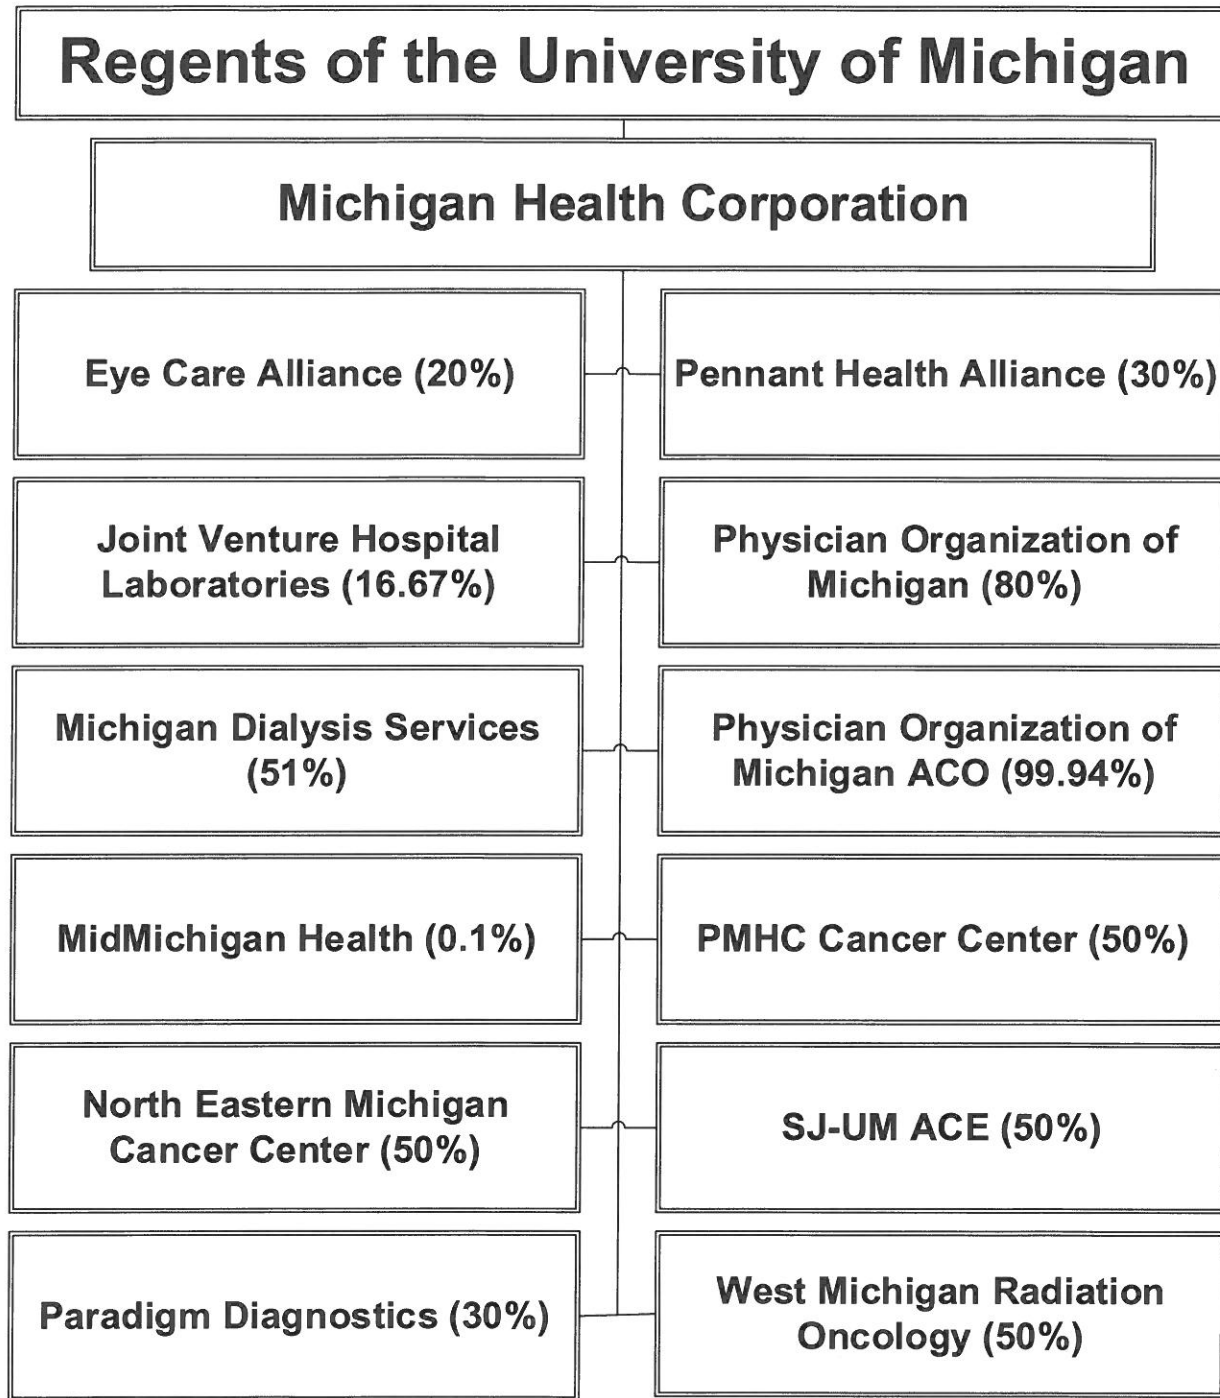 Regents of the University of Michigan
Michigan Health Corporation
Eye Care Alliance (20%)
Pennant Health Alliance (30%)
Joint Venture Hospital
Laboratories (16.67%)
Physician Organization of
Michigan (80%)
Michigan Dialysis Services
(51%)
Physician Organization of
Michigan ACO (99.94%)
MidMichigan Health (0.1%)
PMHC Cancer Center (50%)
North Eastern Michigan
Cancer Center (50%)
SJ-UM ACE (50%)
Paradigm Diagnostics (30%)
West Michigan Radiation
Oncology (50%)